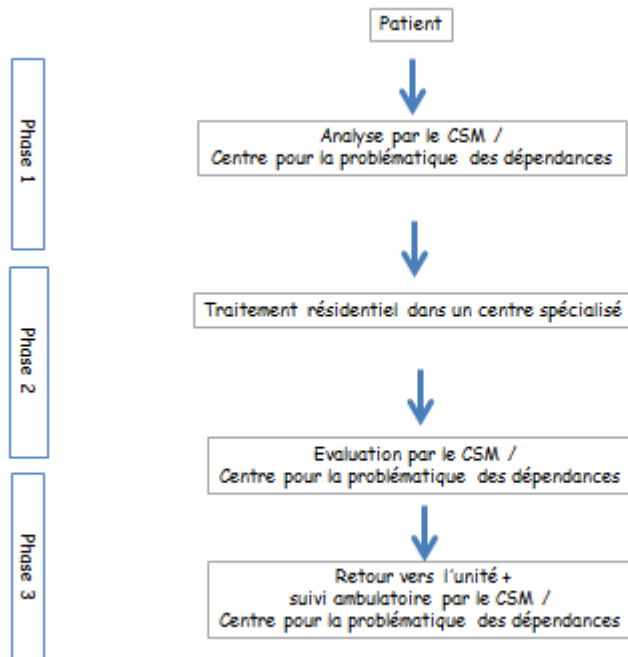 Patient
Phase 1
Analyse par le CSM /
Centre pour la problématique des dépendances
Phase 2
Traitement résidentiel dans un centre spécialisé
Evaluation par le CSM /
Centre pour la problématique des dépendances
Phase 3
Retour vers l'unité +
suivi ambulatoire par le CSM /
Centre pour la problématique des dépendances